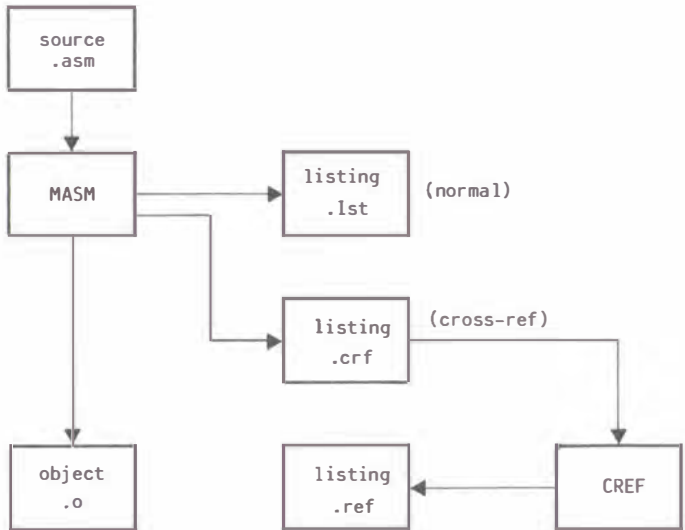 source
.asm
MASM
listing
.lst
(normal)
listing
.crf
(cross-ref)
object
.o
listing
.ref
CREF